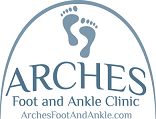 ARCHES
Foot and Ankle Clinic
ArchesFootAndAnkle.com